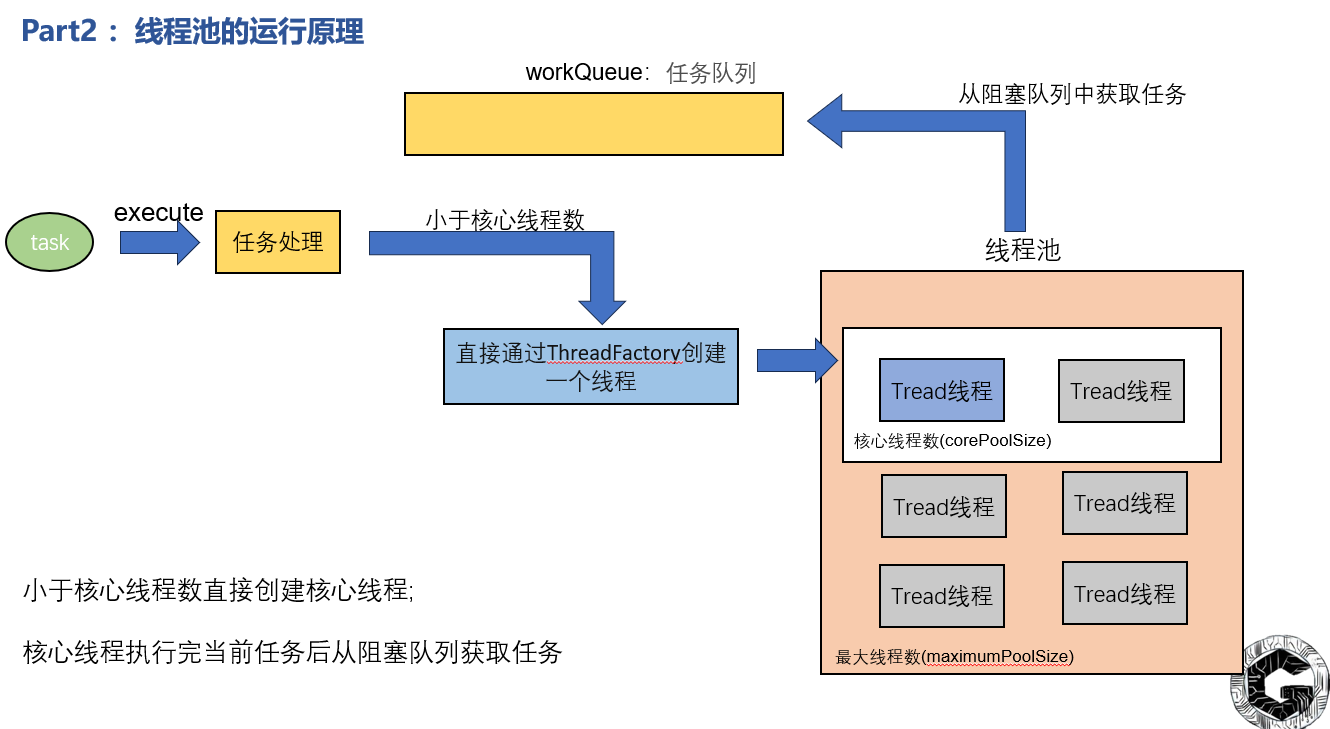 Part2 ：线程池的运行原理
workQueue：任务队列
从阻塞队列中获取任务
execute
小于核心线程数
task
任务处理
线程池
直接通过ThreadFactory创建
一个线程
Tread线程
Tread线程
核心线程数(corePoolSize)
Tread线程
Tread线程
Tread线程
Tread线程
最大线程数(maximumPoolSize)
小于核心线程数直接创建核心线程;
核心线程执行完当前任务后从阻塞队列获取任务